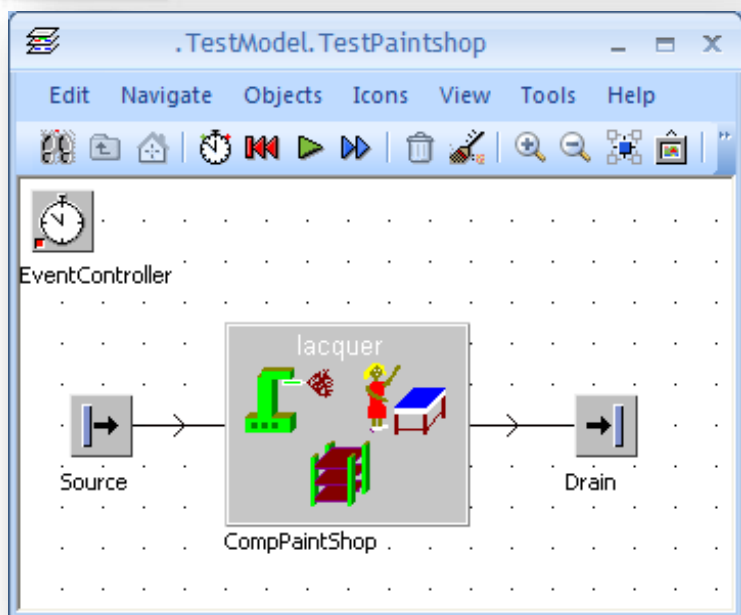 .TestModel.TestPaintshop
Edit Navigate Objects Icons View Tools Help
EventController
lacquer
Source
Drain
CompPaintShop